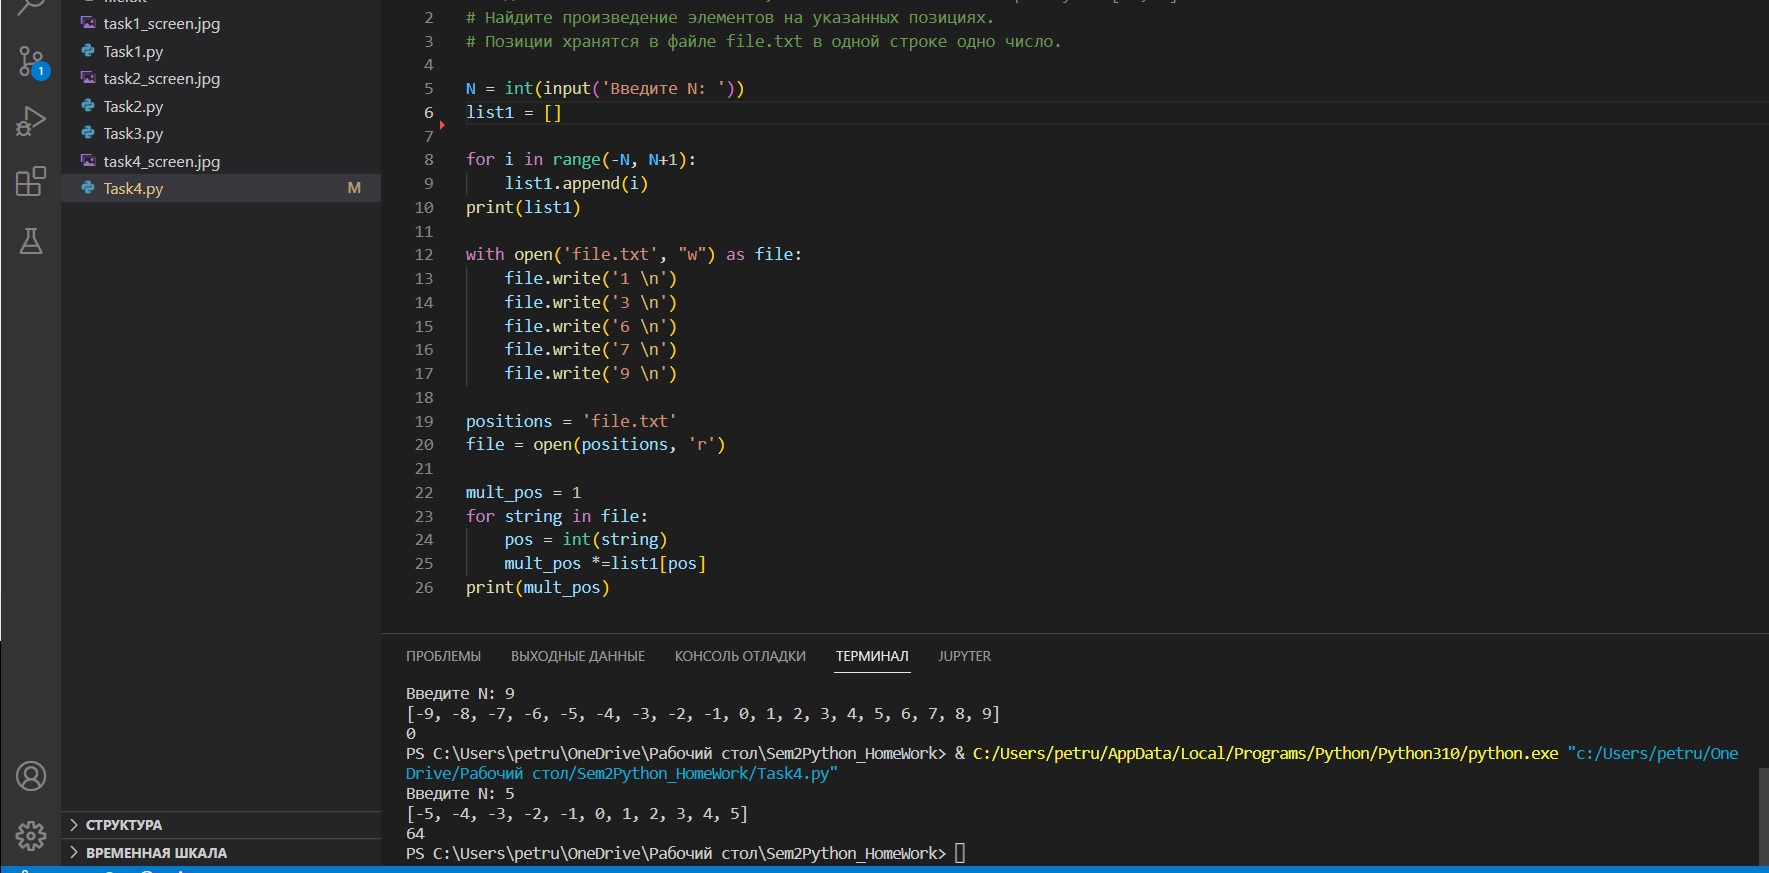 task1_screen.jpg
Task1.py
task2_screen.jpg
Task2.py
Task3.py
task4_screen.jpg
Task4.py M
1
СТРУКТУРА
ВРЕМЕННАЯ ШКАЛА
2 # Найдите произведение элементов на указанных позициях.
3 # Позиции хранятся в файле file.txt в одной строке одно число.
4
5 N = int(input('Введите N: '))
6 list1 = []
7
8 for i in range(-N, N+1):
9     list1.append(i)
10 print(list1)
11
12 with open('file.txt', "w") as file:
13     file.write('1 \n')
14     file.write('3 \n')
15     file.write('6 \n')
16     file.write('7 \n')
17     file.write('9 \n')
18
19 positions = 'file.txt'
20 file = open(positions, 'r')
21
22 mult_pos = 1
23 for string in file:
24     pos = int(string)
25     mult_pos *=list1[pos]
26 print(mult_pos)
ПРОБЛЕМЫ ВЫХОДНЫЕ ДАННЫЕ КОНСОЛЬ ОТЛАДКИ ТЕРМИНАЛ JUPYTER
Введите N: 9
[-9, -8, -7, -6, -5, -4, -3, -2, -1, 0, 1, 2, 3, 4, 5, 6, 7, 8, 9]
0
PS C:\Users\petru\OneDrive\Рабочий стол\Sem2Python_HomeWork> & C:/Users/petru/AppData/Local/Programs/Python/Python310/python.exe "c:/Users/petru/One
Drive/Рабочий стол/Sem2Python_HomeWork/Task4.py"
Введите N: 5
[-5, -4, -3, -2, -1, 0, 1, 2, 3, 4, 5]
64
PS C:\Users\petru\OneDrive\Рабочий стол\Sem2Python_HomeWork>